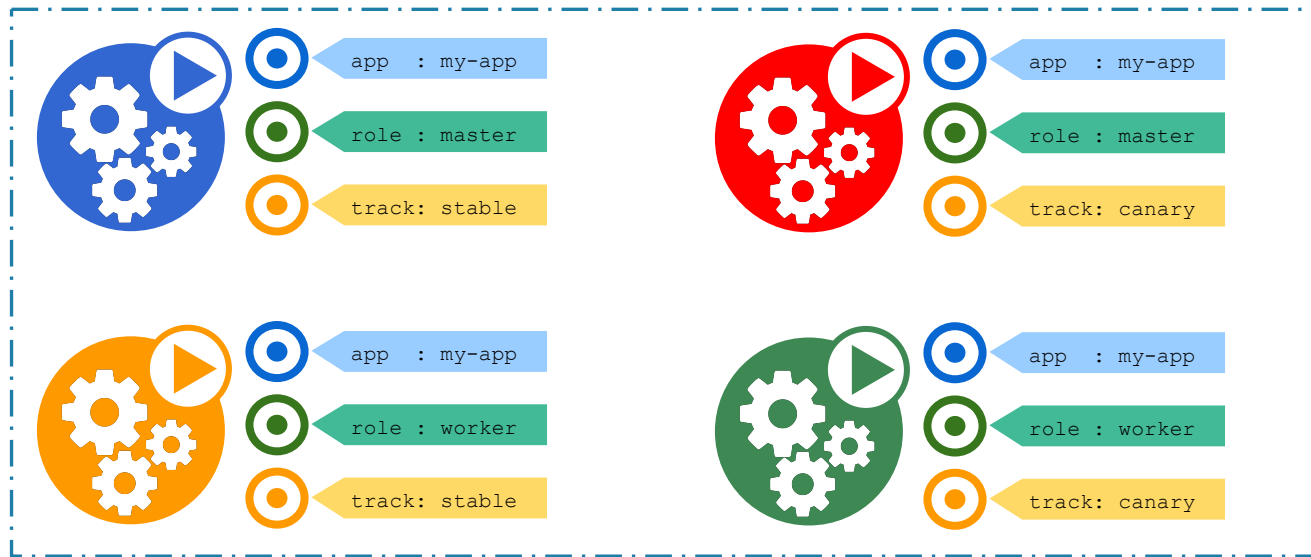 app  : my-app
role : master
track: stable
app  : my-app
role : master
track: canary
app  : my-app
role : worker
track: stable
app  : my-app
role : worker
track: canary